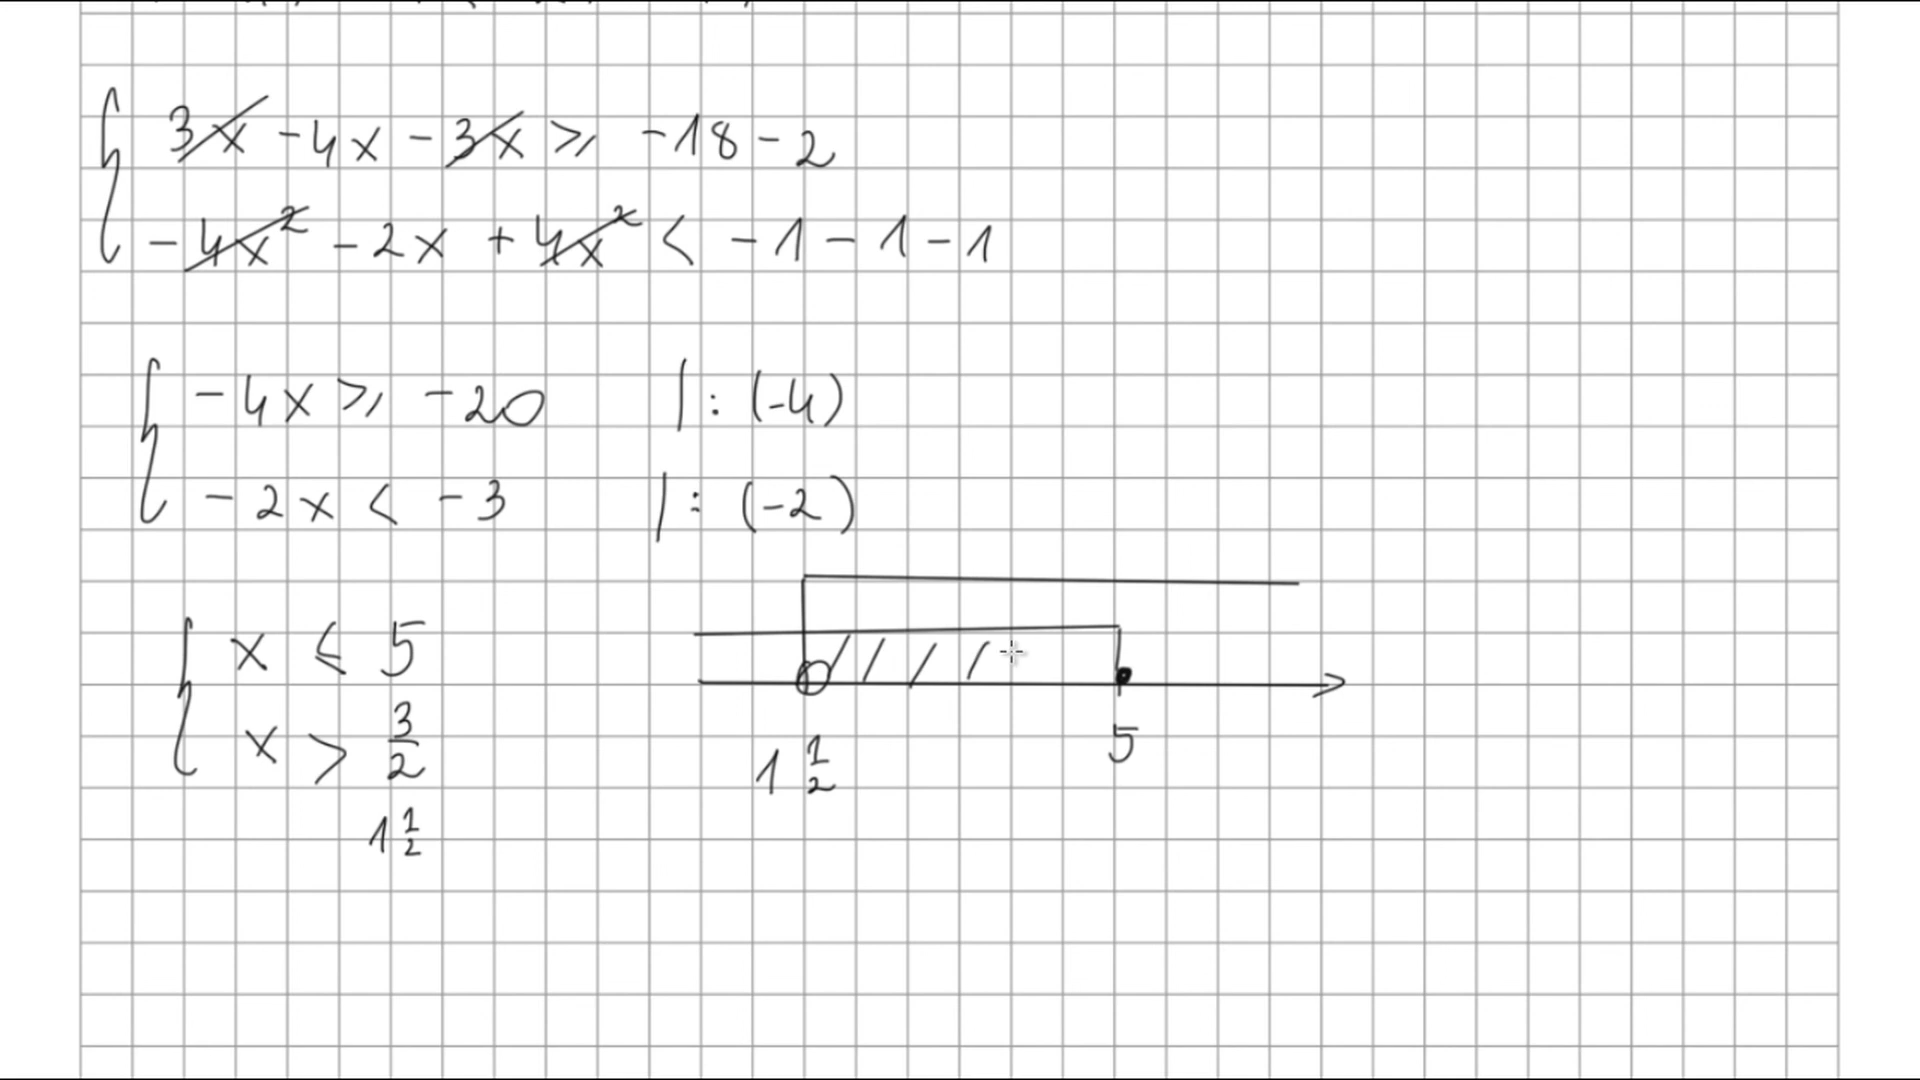 3x - 4x - 3x ≥ -18 - 2
-4x² - 2x + 4x² < -1 - 1 - 1
-4x ≥ -20 | : (-4)
-2x < -3 | : (-2)
x ≤ 5
x > 3/2
1 1/2
1 1/2 5